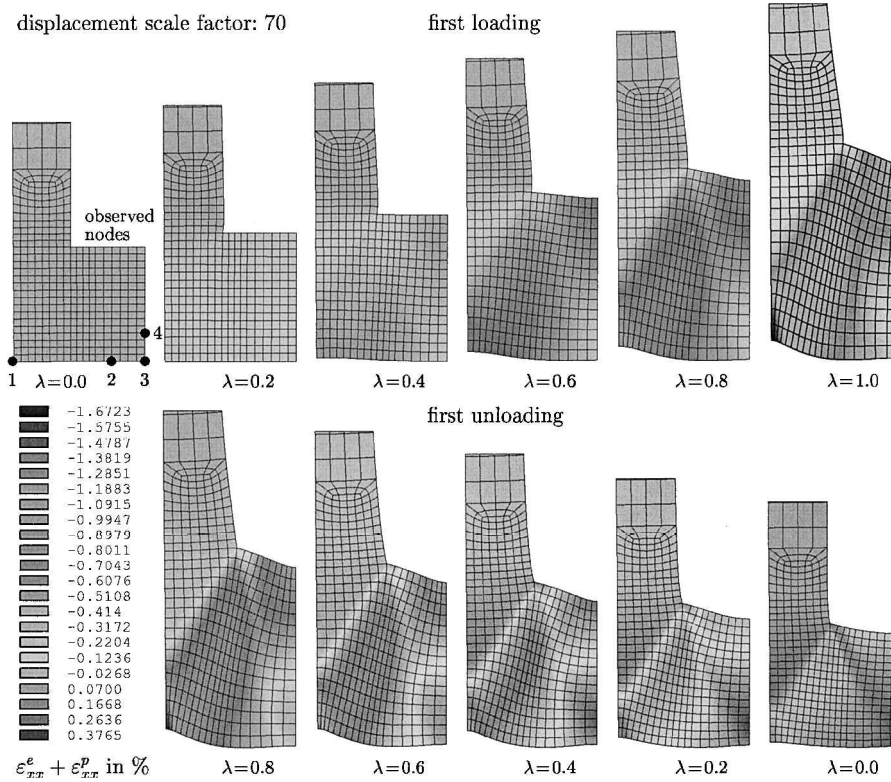 displacement scale factor: 70
first loading
observed
nodes
4
1
2
3
λ=0.0
λ=0.2
λ=0.4
λ=0.6
λ=0.8
λ=1.0
first unloading
-1.6723
-1.5755
-1.4787
-1.3819
-1.2851
-1.1883
-1.0915
-0.9947
-0.8979
-0.8011
-0.7043
-0.6076
-0.5108
-0.414
-0.3172
-0.2204
-0.1236
-0.0268
0.0700
0.1668
0.2636
0.3765
εᵉₓₓ + εᵖₓₓ in %
λ=0.8
λ=0.6
λ=0.4
λ=0.2
λ=0.0